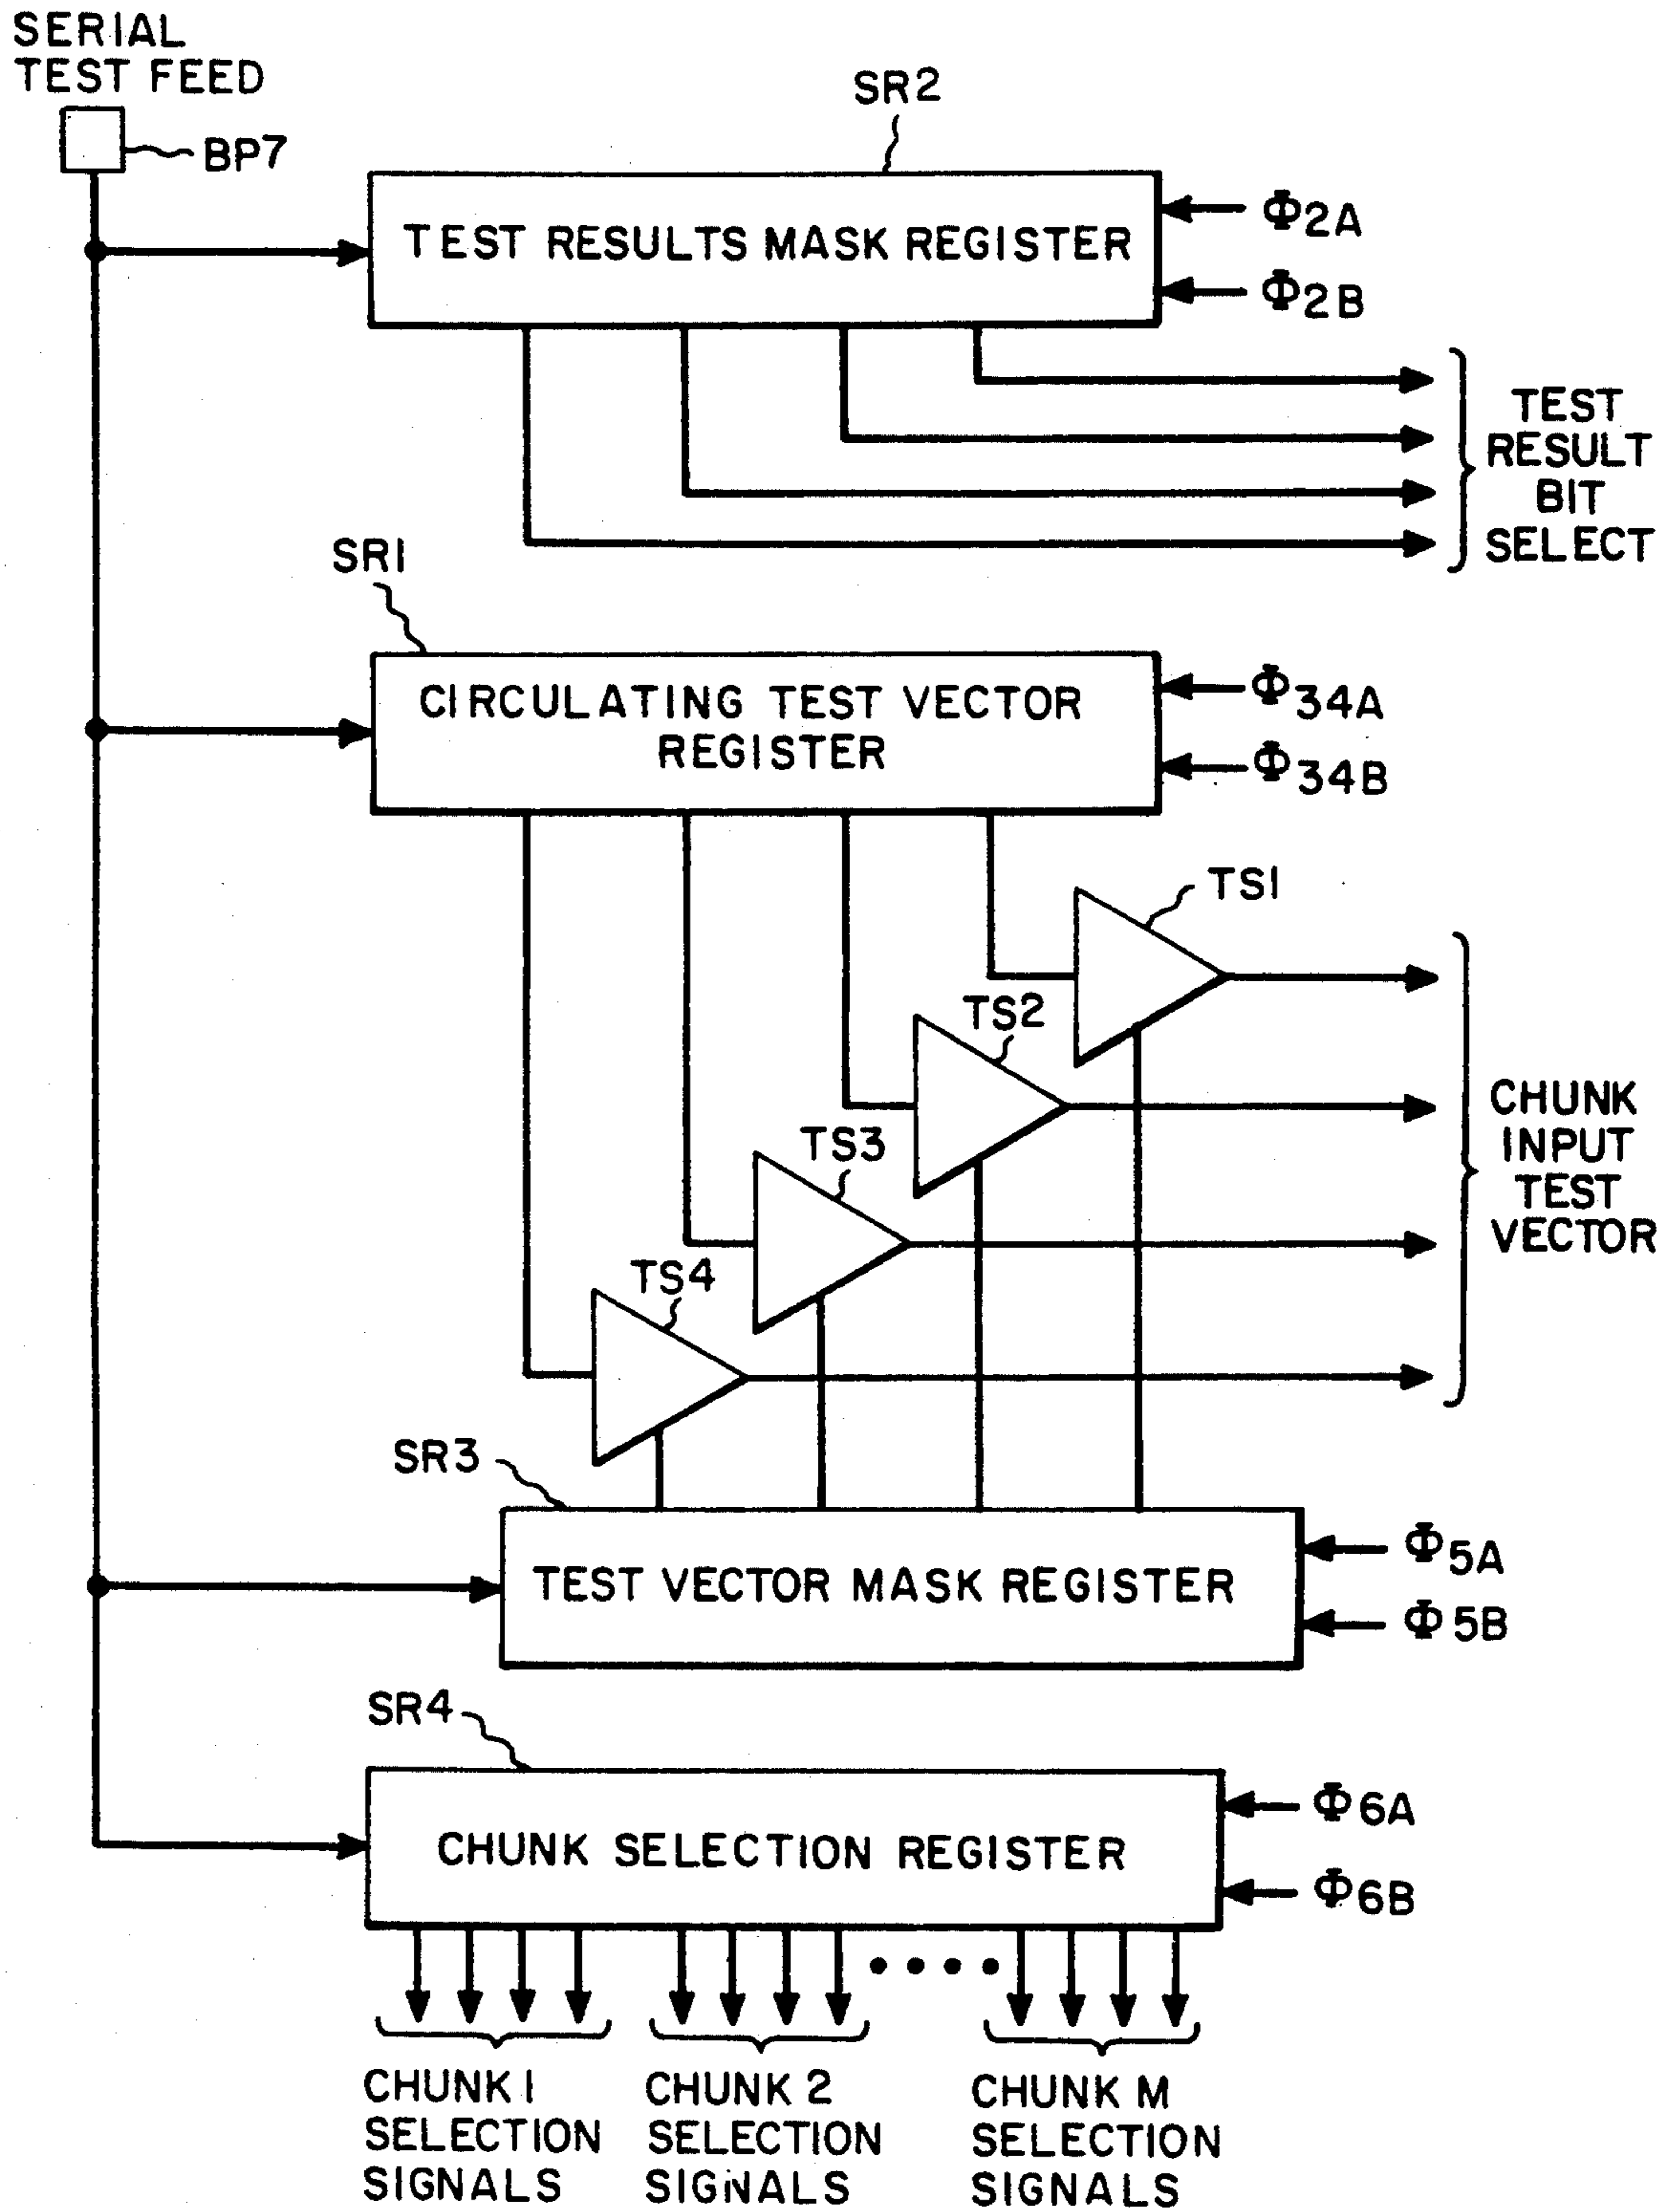 SERIAL
TEST FEED
BP7
SR2
TEST RESULTS MASK REGISTER
Φ2A
Φ2B
TEST
RESULT
BIT
SELECT
SR1
CIRCULATING TEST VECTOR
REGISTER
Φ34A
Φ34B
TS1
TS2
TS3
TS4
CHUNK
INPUT
TEST
VECTOR
SR3
TEST VECTOR MASK REGISTER
Φ5A
Φ5B
SR4
CHUNK SELECTION REGISTER
Φ6A
Φ6B
CHUNK 1
SELECTION
SIGNALS
CHUNK 2
SELECTION
SIGNALS
CHUNK M
SELECTION
SIGNALS